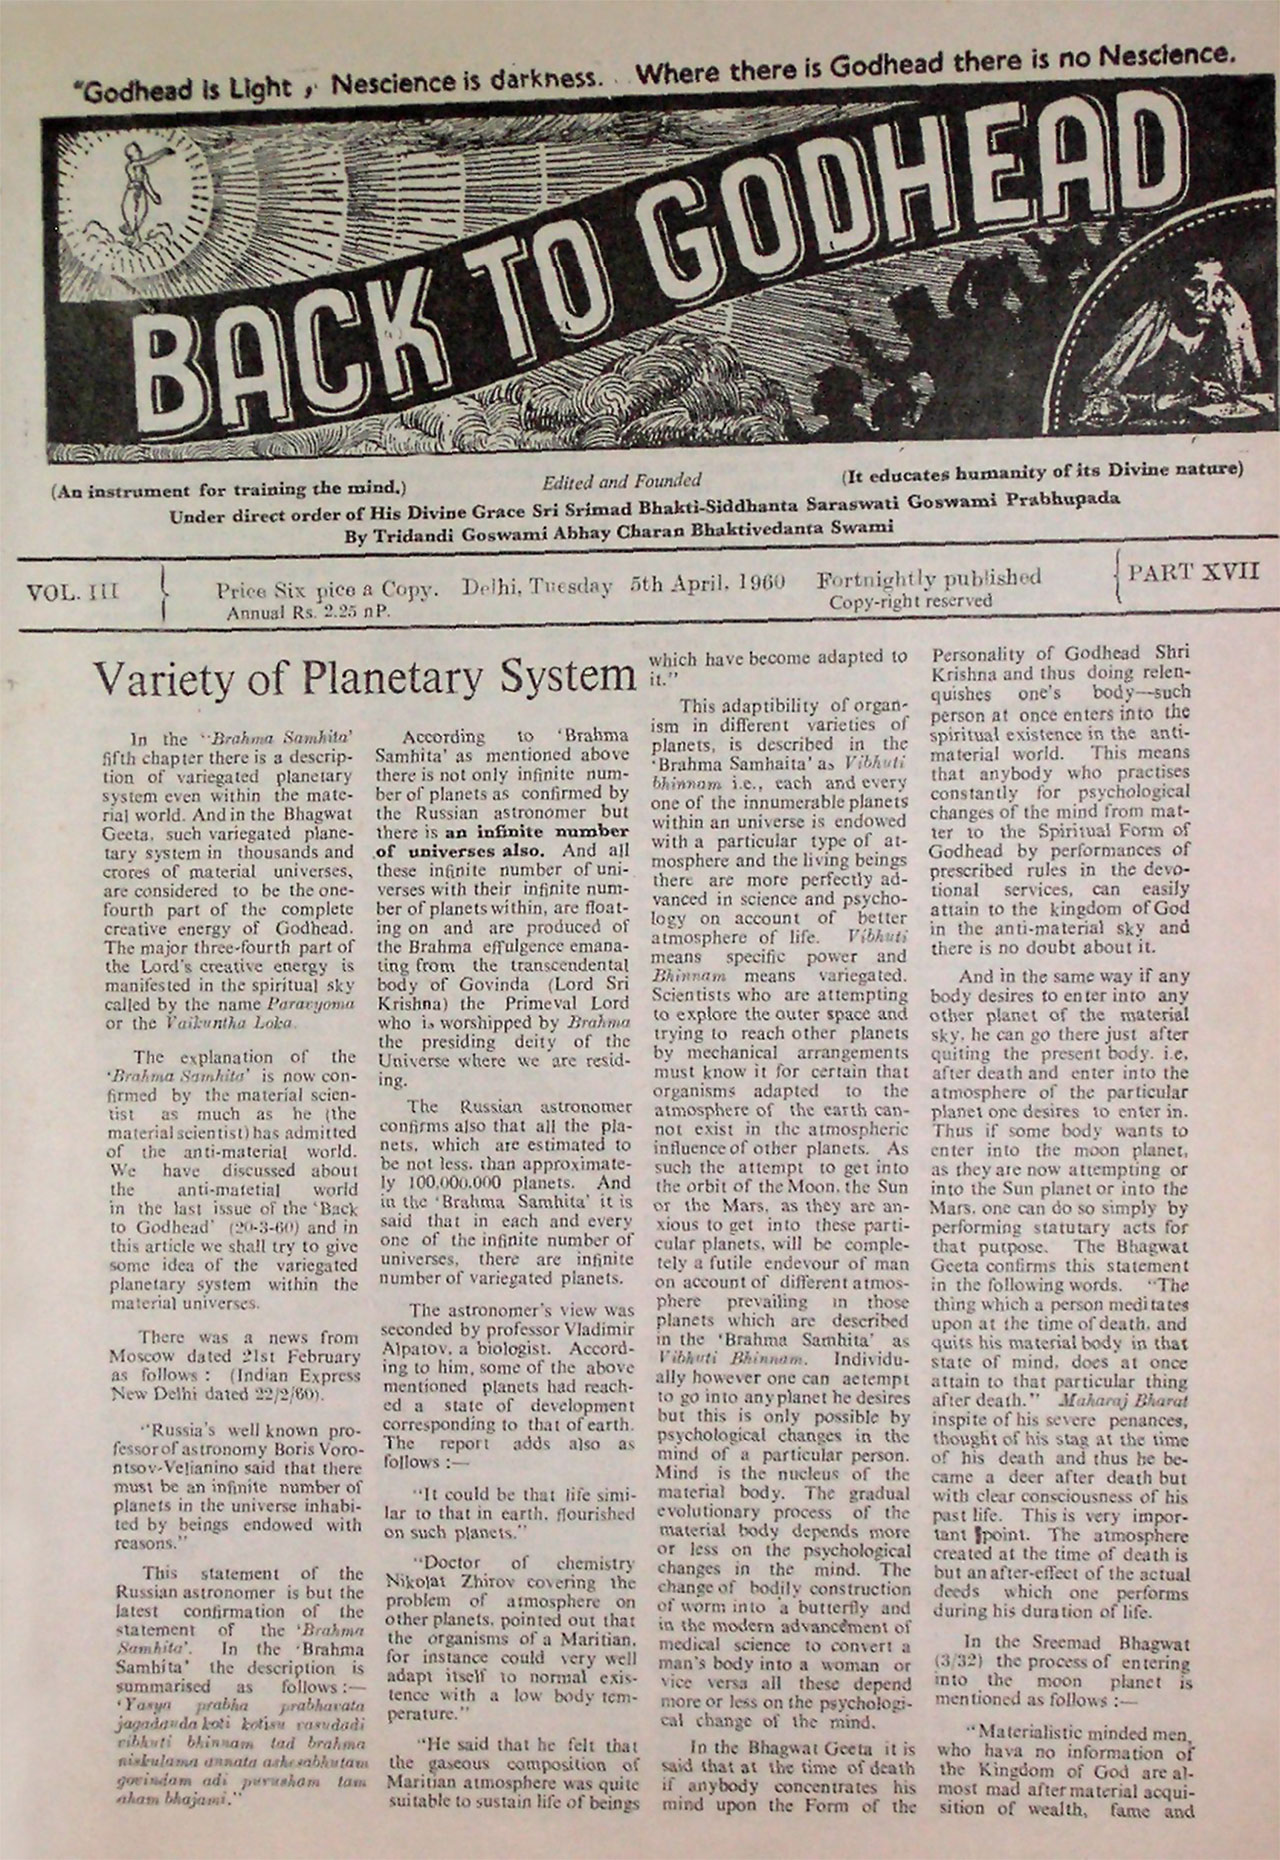 "Godhead is Light, Nescience is darkness. Where there is Godhead there is no Nescience.
BACK TO GODHEAD
(An instrument for training the mind.)
Edited and Founded
(It educates humanity of its Divine nature)
Under direct order of His Divine Grace Sri Srimad Bhakti-Siddhanta Saraswati Goswami Prabhupada
By Tridandi Goswami Abhay Charan Bhaktivedanta Swami
VOL. III
Price Six pice a Copy. Delhi, Tuesday 5th April, 1960 Fortnightly published
Annual Rs. 2.25 nP.
Copy-right reserved
PART XVII
Variety of Planetary System
In the "Brahma Samhita'
fifth chapter there is a descrip-
tion of variegated planetary
system even within the mate-
rial world. And in the Bhagwat
Geeta, such variegated plane-
tary system in thousands and
crores of material universes,
are considered to be the one-
fourth part of the complete
creative energy of Godhead.
The major three-fourth part of
the Lord's creative energy is
manifested in the spiritual sky
called by the name Paravyoma
or the Vaikuntha Loka.
The explanation of the
'Brahma Samhita' is now con-
firmed by the material scien-
tist as much as he (the
material scientist) has admitted
of the anti-material world.
We have discussed about
the anti-matetial world
in the last issue of the 'Back
to Godhead' (20-3-60) and in
this article we shall try to give
some idea of the variegated
planetary system within the
material universes.
There was a news from
Moscow dated 21st February
as follows : (Indian Express
New Delhi dated 22/2/60).
"Russia's well known pro-
fessor of astronomy Boris Voro-
ntsov-Velianino said that there
must be an infinite number of
planets in the universe inhabi-
ted by beings endowed with
reasons."
This statement of the
Russian astronomer is but the
latest confirmation of the
statement of the 'Brahma
Samhita'. In the 'Brahma
Samhita' the description is
summarised as follows :—
'Yasya prabha prabhavata
jagadanda koti kotisu vasudadi
vibhuti bhinnam tad brahma
niskulama annata ashesabhutam
govindam adi purusham tam
aham bhajami."
According to 'Brahma
Samhita' as mentioned above
there is not only infinite num-
ber of planets as confirmed by
the Russian astronomer but
there is an infinite number
of universes also. And all
these infinite number of uni-
verses with their infinite num-
ber of planets within, are float-
ing on and are produced of
the Brahma effulgence emana-
ting from the transcendental
body of Govinda (Lord Sri
Krishna) the Primeval Lord
who is worshipped by Brahma
the presiding deity of the
Universe where we are resid-
ing.
The Russian astronomer
confirms also that all the pla-
nets, which are estimated to
be not less, than approximate-
ly 100,000,000 planets. And
in the 'Brahma Samhita' it is
said that in each and every
one of the infinite number of
universes, there are infinite
number of variegated planets.
The astronomer's view was
seconded by professor Vladimir
Alpatov, a biologist. Accord-
ing to him, some of the above
mentioned planets had reach-
ed a state of development
corresponding to that of earth.
The report adds also as
follows :—
"It could be that life simi-
lar to that in earth, flourished
on such planets."
"Doctor of chemistry
Nikolat Zhirov covering the
problem of atmosphere on
other planets, pointed out that
the organisms of a Maritian,
for instance could very well
adapt itself to normal exis-
tence with a low body tem-
perature."
"He said that he felt that
the gaseous composition of
Maritian atmosphere was quite
suitable to sustain life of beings
which have become adapted to
it."
This adaptibility of organ-
ism in different varieties of
planets, is described in the
'Brahma Samhaita' as Vibhuti
bhinnam i.e., each and every
one of the innumerable planets
within an universe is endowed
with a particular type of at-
mosphere and the living beings
there are more perfectly ad-
vanced in science and psycho-
logy on account of better
atmosphere of life. Vibhuti
means specific power and
Bhinnam means variegated.
Scientists who are attempting
to explore the outer space and
trying to reach other planets
by mechanical arrangements
must know it for certain that
organisms adapted to the
atmosphere of the earth can-
not exist in the atmospheric
influence of other planets. As
such the attempt to get into
the orbit of the Moon, the Sun
or the Mars, as they are an-
xious to get into these parti-
cular planets, will be comple-
tely a futile endevour of man
on account of different atmos-
phere prevailing in those
planets which are described
in the 'Brahma Samhita' as
Vibhuti Bhinnam. Individu-
ally however one can aetempt
to go into any planet he desires
but this is only possible by
psychological changes in the
mind of a particular person.
Mind is the nucleus of the
material body. The gradual
evolutionary process of the
material body depends more
or less on the psychological
changes in the mind. The
change of bodily construction
of worm into a butterfly and
in the modern advancement of
medical science to convert a
man's body into a woman or
vice versa all these depend
more or less on the psychologi-
cal change of the mind.
In the Bhagwat Geeta it is
said that at the time of death
if anybody concentrates his
mind upon the Form of the
Personality of Godhead Shri
Krishna and thus doing relen-
quishes one's body—such
person at once enters into the
spiritual existence in the anti-
material world. This means
that anybody who practises
constantly for psychological
changes of the mind from mat-
ter to the Spiritual Form of
Godhead by performances of
prescribed rules in the devo-
tional services, can easily
attain to the kingdom of God
in the anti-material sky and
there is no doubt about it.
And in the same way if any
body desires to enter into any
other planet of the material
sky, he can go there just after
quiting the present body. i.e,
after death and enter into the
atmosphere of the particular
planet one desires to enter in.
Thus if some body wants to
enter into the moon planet,
as they are now attempting or
into the Sun planet or into the
Mars, one can do so simply by
performing statutary acts for
that putpose. The Bhagwat
Geeta confirms this statement
in the following words. "The
thing which a person meditates
upon at the time of death, and
quits his material body in that
state of mind, does at once
attain to that particular thing
after death." Maharaj Bharat
inspite of his severe penances,
thought of his stag at the time
of his death and thus he be-
came a deer after death but
with clear consciousness of his
past life. This is very impor-
tant point. The atmosphere
created at the time of death is
but an after-effect of the actual
deeds which one performs
during his duration of life.
In the Sreemad Bhagwat
(3/32) the process of entering
into the moon planet is
mentioned as follows :—
"Materialistic minded men,
who hava no information of
the Kingdom of God are al-
most mad after material acqui-
sition of wealth, fame and